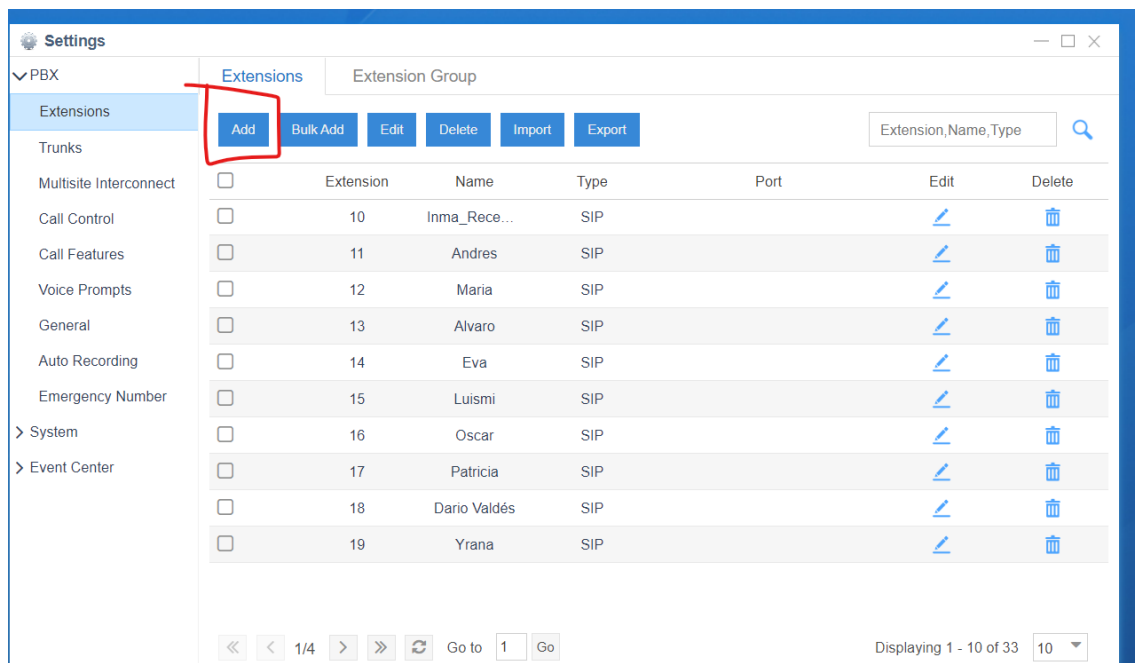 Settings
PBX
Extensions
Trunks
Multisite Interconnect
Call Control
Call Features
Voice Prompts
General
Auto Recording
Emergency Number
System
Event Center
Extensions Extension Group
Add Bulk Add Edit Delete Import Export Extension,Name,Type
Extension Name Type Port Edit Delete
10 Inma_Rece... SIP
11 Andres SIP
12 Maria SIP
13 Alvaro SIP
14 Eva SIP
15 Luismi SIP
16 Oscar SIP
17 Patricia SIP
18 Dario Valdés SIP
19 Yrana SIP
1/4 Go to 1 Go Displaying 1 - 10 of 33 10